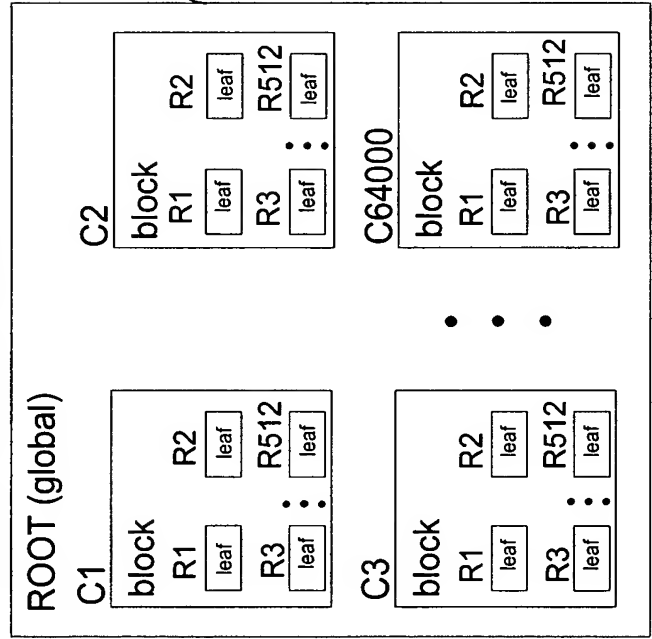 ROOT (global)
C1
block
R1 R2
leaf leaf
R3 R512
leaf ••• leaf
C2
block
R1 R2
leaf leaf
R3 R512
leaf ••• leaf
• • •
C3
block
R1 R2
leaf leaf
R3 R512
leaf ••• leaf
C64000
block
R1 R2
leaf leaf
R3 R512
leaf ••• leaf